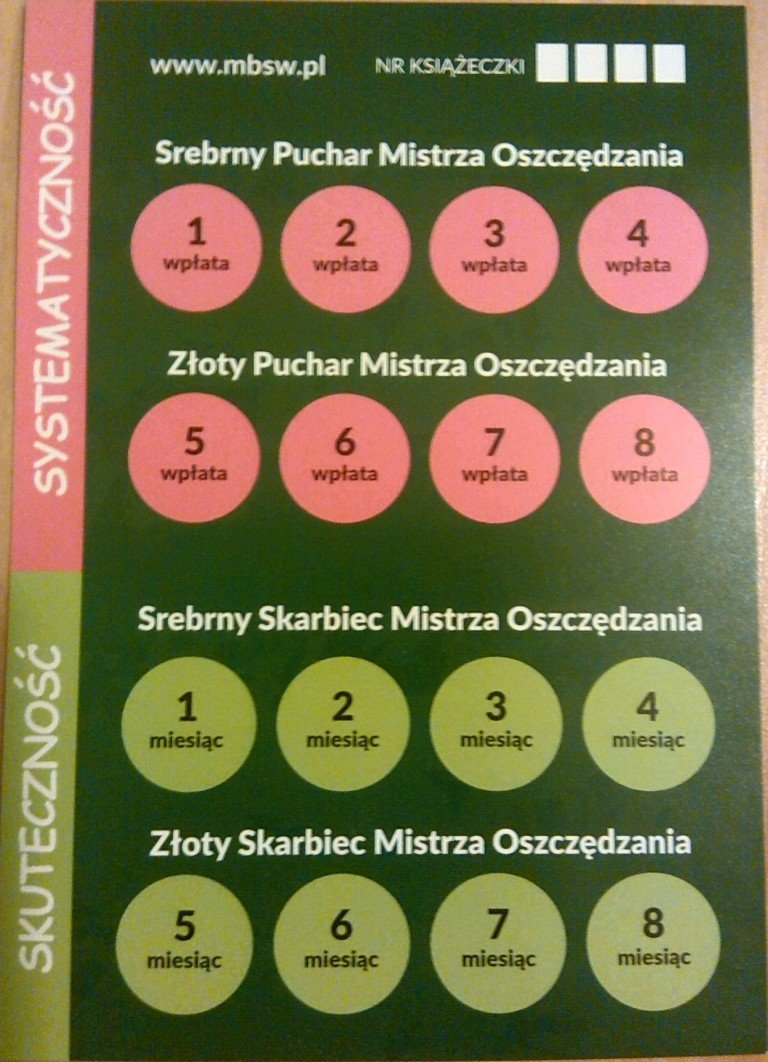 www.mbsw.pl NR KSIĄŻECZKI
SYSTEMATYCZNOŚĆ
Srebrny Puchar Mistrza Oszczędzania
1 2 3 4
wpłata wpłata wpłata wpłata
Złoty Puchar Mistrza Oszczędzania
5 6 7 8
wpłata wpłata wpłata wpłata
SKUTECZNOŚĆ
Srebrny Skarbiec Mistrza Oszczędzania
1 2 3 4
miesiąc miesiąc miesiąc miesiąc
Złoty Skarbiec Mistrza Oszczędzania
5 6 7 8
miesiąc miesiąc miesiąc miesiąc